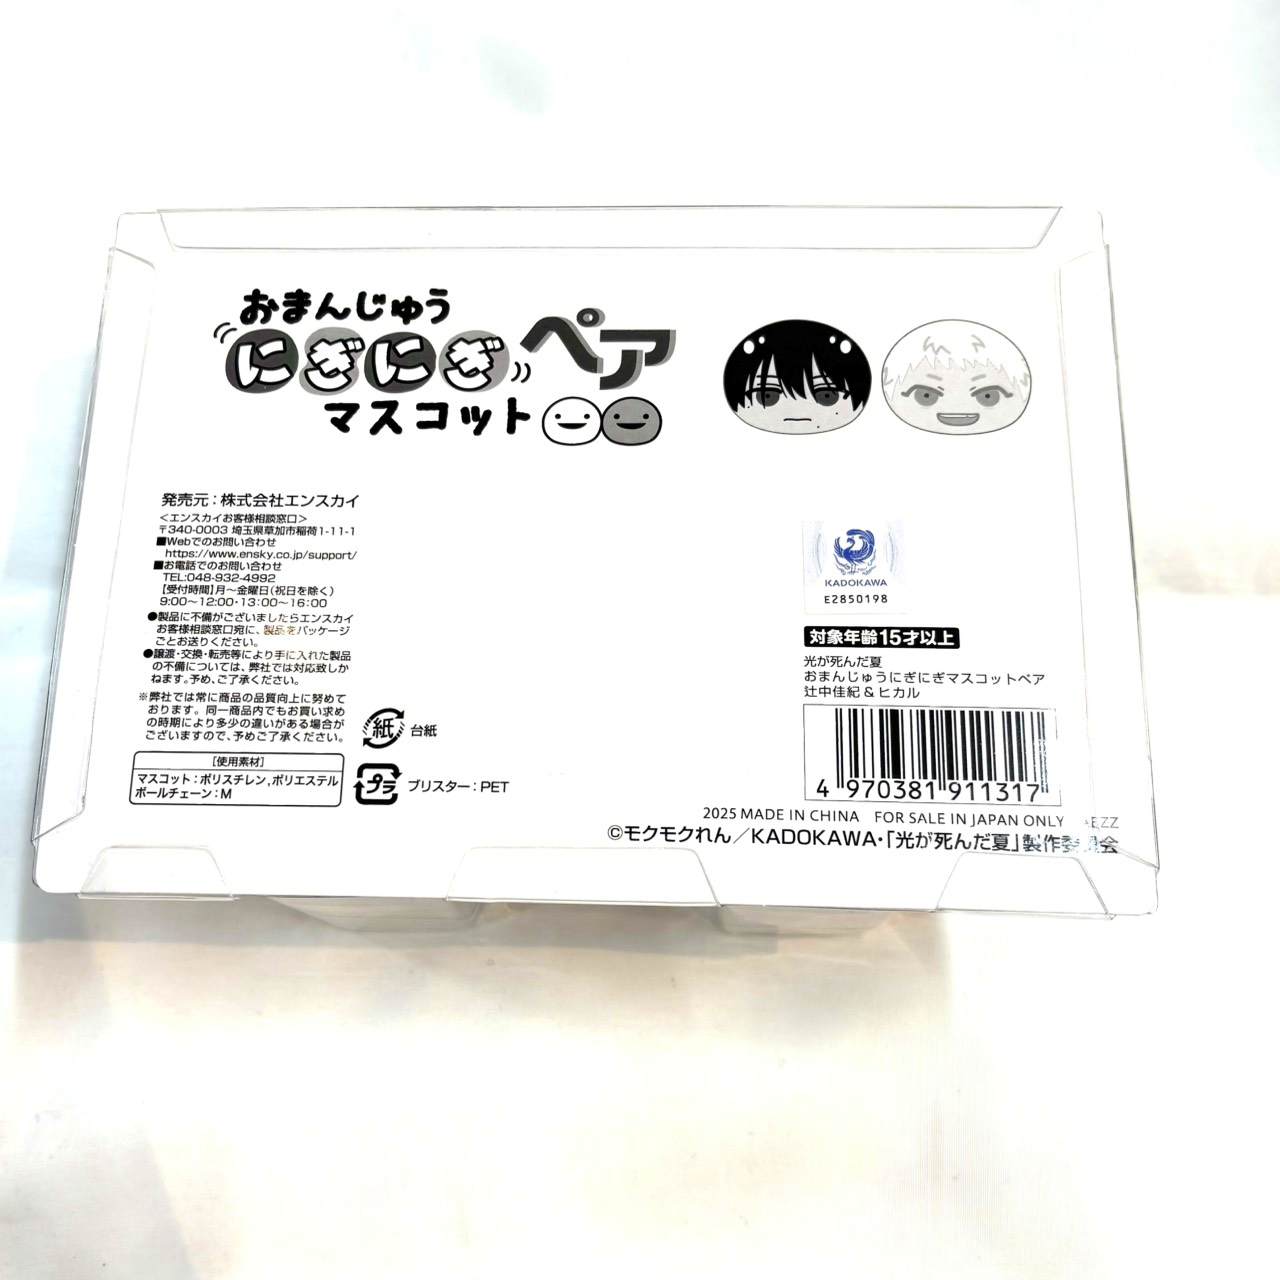 おまんじゅう
にぎにぎペア
マスコット
発売元：株式会社エンスカイ
＜エンスカイお客様相談窓口＞
〒340-0003 埼玉県草加市稲荷1-11-1
■Webでのお問い合わせ
https://www.ensky.co.jp/support/
■お電話でのお問い合わせ
TEL:048-932-4992
【受付時間】月～金曜日(祝日を除く)
9:00～12:00・13:00～16:00
●製品に不備がございましたらエンスカイ
お客様相談窓口宛に、製品をパッケージ
ごとお送りください。
●譲渡・交換・転売等により手に入れた製品
の不備については、弊社では対応致しか
ねます。予め、ご了承ください。
※弊社では常に商品の品質向上に努めて
おります。同一商品内でもお買い求め
の時期により多少の違いがある場合が
ございますので、予めご了承ください。
［使用素材］
マスコット：ポリスチレン,ポリエステル
ボールチェーン：M
紙 台紙
プラ ブリスター：PET
KADOKAWA
E2850198
対象年齢15才以上
光が死んだ夏
おまんじゅうにぎにぎマスコットペア
辻中佳紀＆ヒカル
4 970381 911317
2025 MADE IN CHINA FOR SALE IN JAPAN ONLY
©モクモクれん／KADOKAWA・「光が死んだ夏」製作委員会